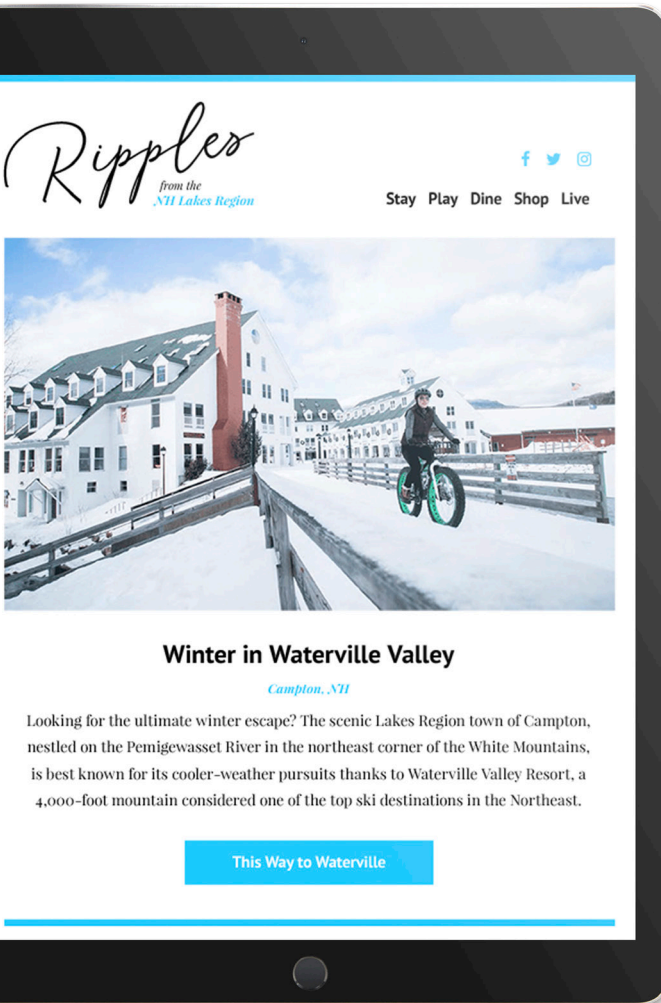 Ripples
from the
NH Lakes Region
Stay Play Dine Shop Live
Winter in Waterville Valley
Campton, NH
Looking for the ultimate winter escape? The scenic Lakes Region town of Campton,
nestled on the Pemigewasset River in the northeast corner of the White Mountains,
is best known for its cooler-weather pursuits thanks to Waterville Valley Resort, a
4,000-foot mountain considered one of the top ski destinations in the Northeast.
This Way to Waterville